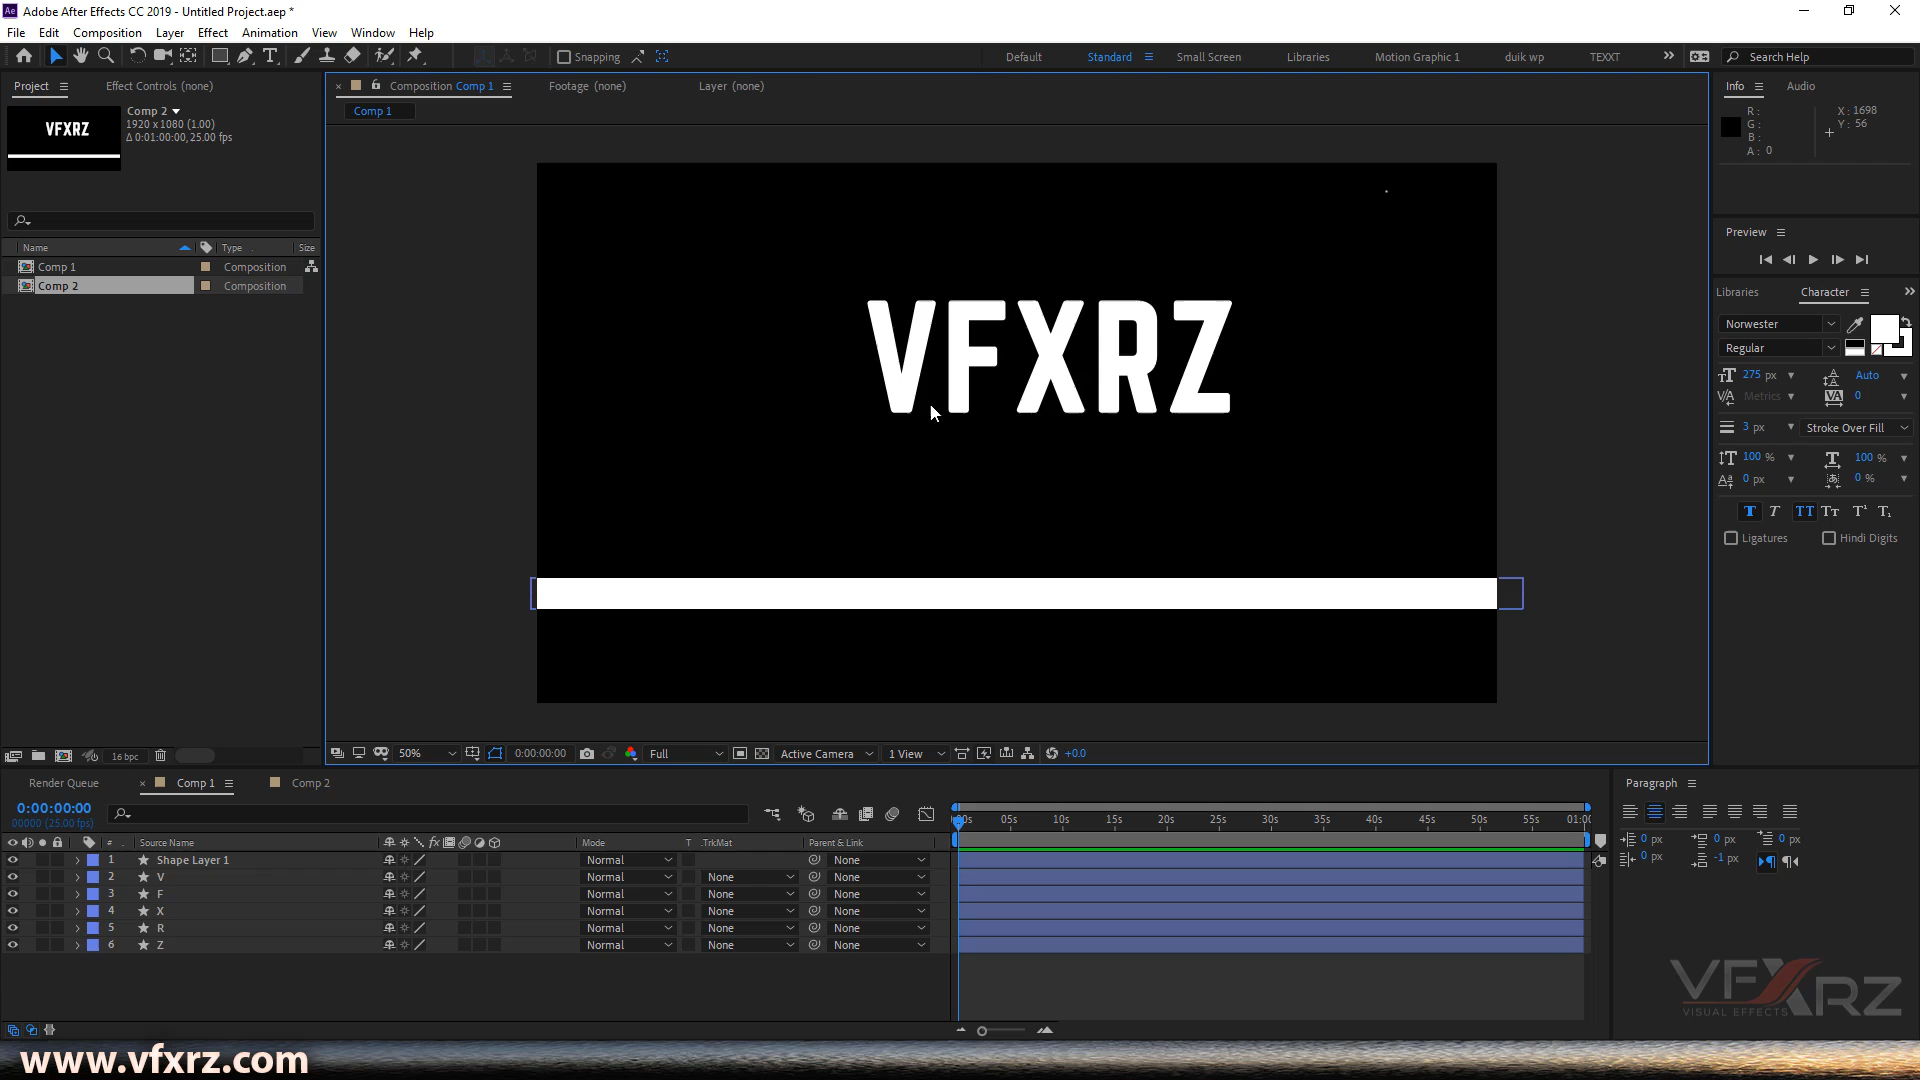 Adobe After Effects CC 2019 - Untitled Project.aep *
File Edit Composition Layer Effect Animation View Window Help
Snapping
Default Standard Small Screen Libraries Motion Graphic 1 duik wp TEXXT Search Help
Project Effect Controls (none)
Composition Comp 1 Footage (none) Layer (none)
Info Audio
Comp 2
1920 x 1080 (1.00)
Δ 0:01:00:00, 25.00 fps
VFXRZ
Comp 1
R :
G :
B :
A : 0
X : 1698
Y : 56
Name Type Size
Comp 1 Composition
Comp 2 Composition
VFXRZ
Preview
Libraries Character
Norwester
Regular
275 px Auto
Metrics 0
3 px Stroke Over Fill
100 % 100 %
0 px 0 %
T T TT Tт T¹ T₁
Ligatures Hindi Digits
16 bpc
50% 0:00:00:00 Full Active Camera 1 View +0.0
Render Queue Comp 1 Comp 2
0:00:00:00
00000 (25.00 fps)
# Source Name Mode T .TrkMat Parent & Link
05s 10s 15s 20s 25s 30s 35s 40s 45s 50s 55s 01:00
1 Shape Layer 1 Normal None
2 V Normal None None
3 F Normal None None
4 X Normal None None
5 R Normal None None
6 Z Normal None None
Paragraph
0 px 0 px 0 px
0 px -1 px
VFXRZ
VISUAL EFFECTS
www.vfxrz.com